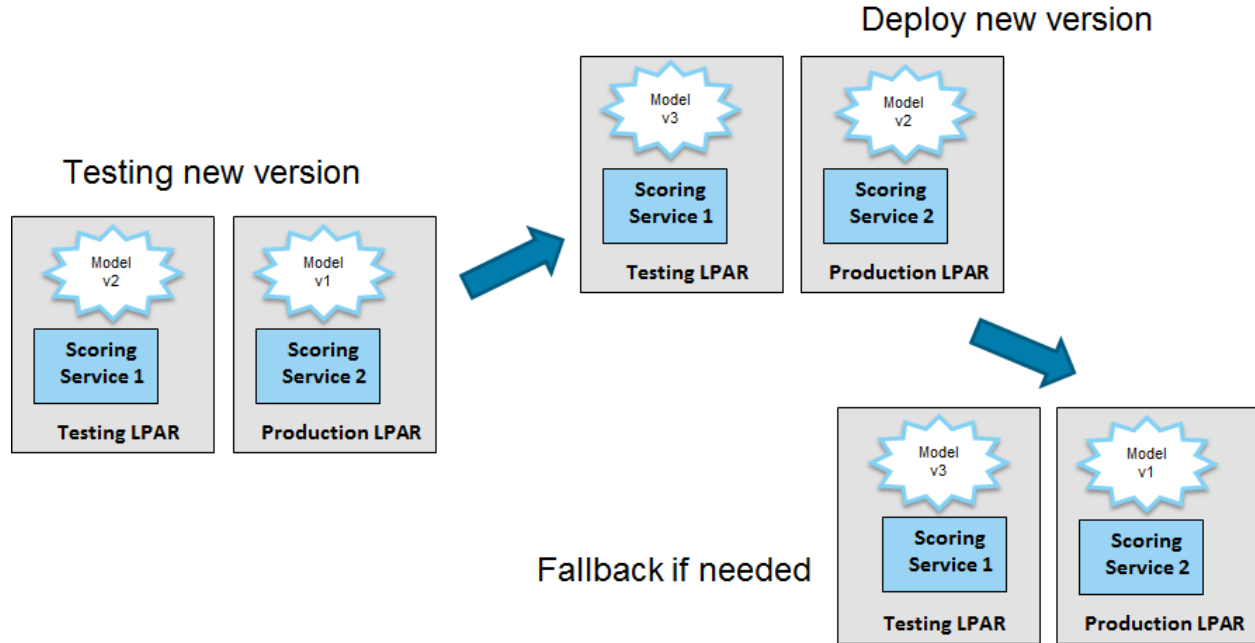 Testing new version
Model
v2
Scoring
Service 1
Testing LPAR
Model
v1
Scoring
Service 2
Production LPAR
Deploy new version
Model
v3
Scoring
Service 1
Testing LPAR
Model
v2
Scoring
Service 2
Production LPAR
Fallback if needed
Model
v3
Scoring
Service 1
Testing LPAR
Model
v1
Scoring
Service 2
Production LPAR